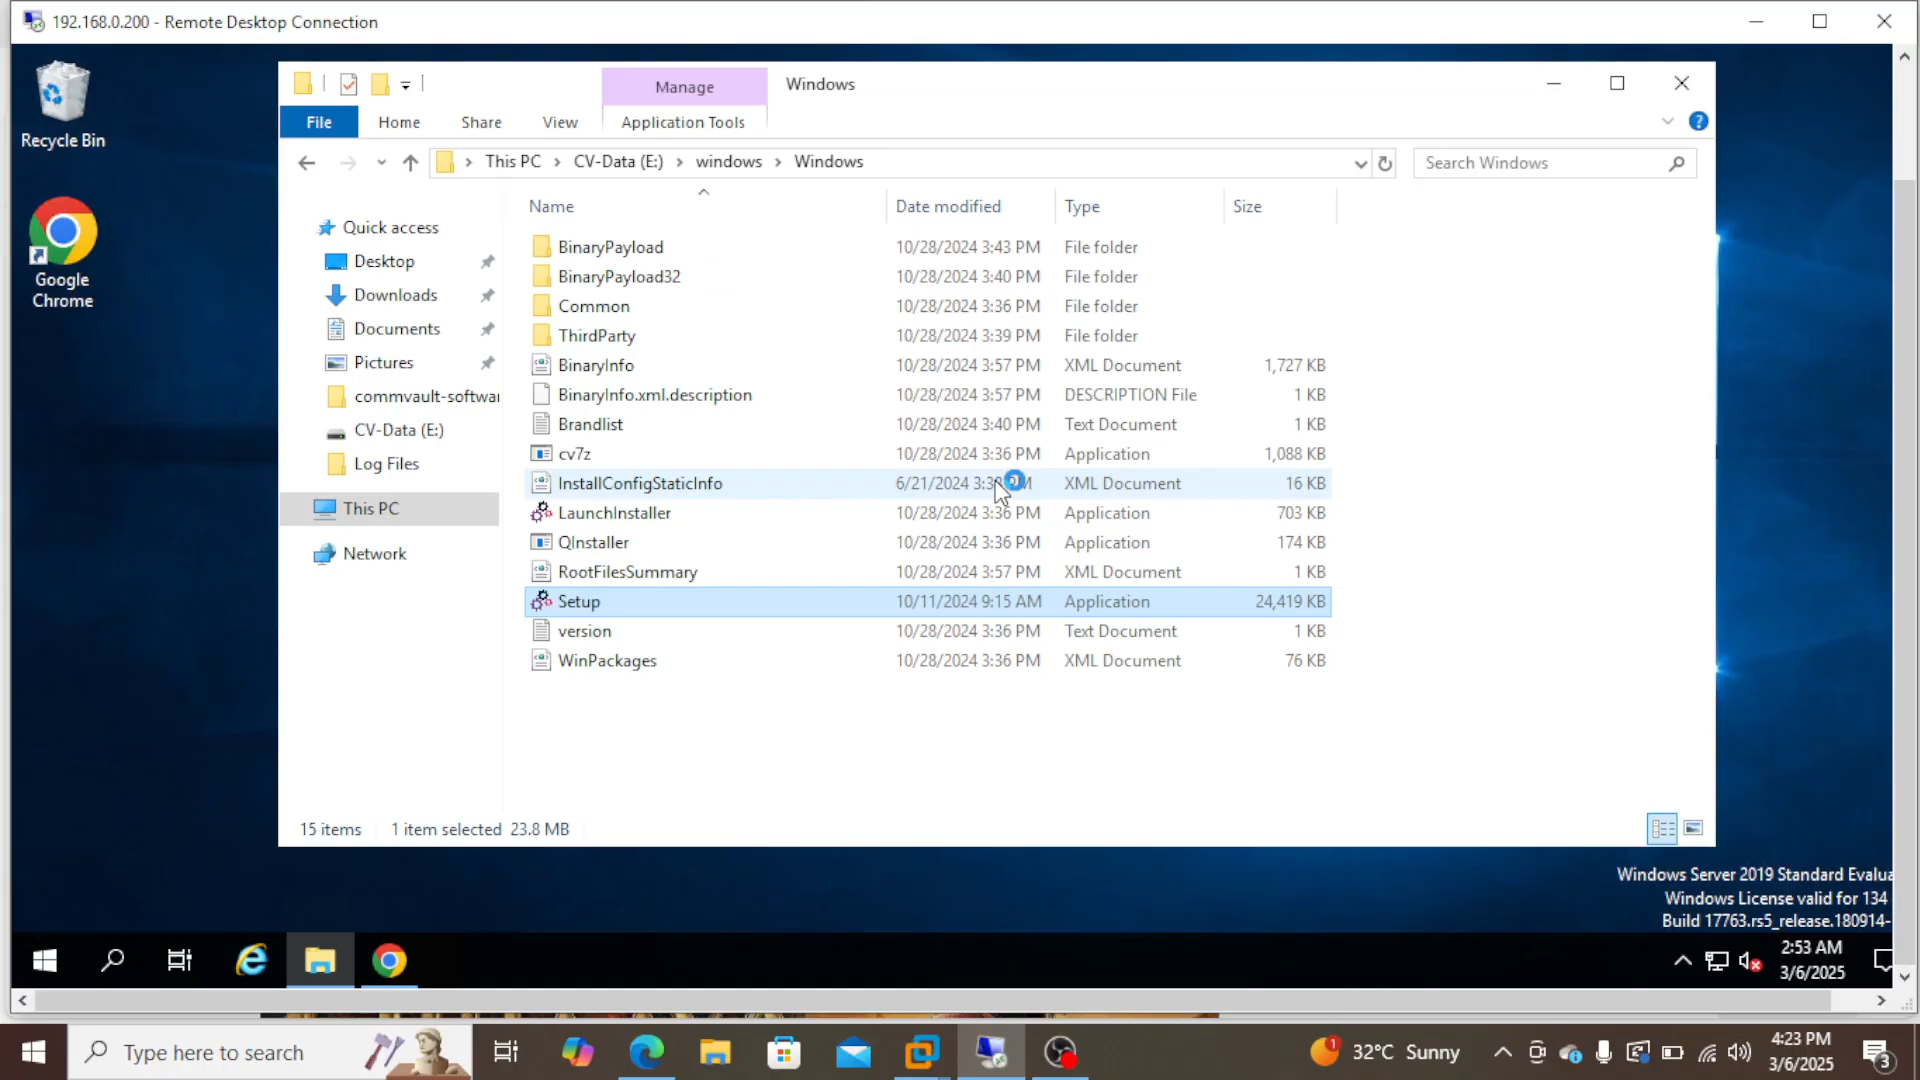 192.168.0.200 - Remote Desktop Connection
Recycle Bin
Google
Chrome
Manage
Windows
File
Home
Share
View
Application Tools
This PC
CV-Data (E:)
windows
Windows
Search Windows
Name
Date modified
Type
Size
Quick access
Desktop
Downloads
Documents
Pictures
commvault-softwar
CV-Data (E:)
Log Files
This PC
Network
BinaryPayload 10/28/2024 3:43 PM File folder
BinaryPayload32 10/28/2024 3:40 PM File folder
Common 10/28/2024 3:36 PM File folder
ThirdParty 10/28/2024 3:39 PM File folder
BinaryInfo 10/28/2024 3:57 PM XML Document 1,727 KB
BinaryInfo.xml.description 10/28/2024 3:57 PM DESCRIPTION File 1 KB
Brandlist 10/28/2024 3:40 PM Text Document 1 KB
cv7z 10/28/2024 3:36 PM Application 1,088 KB
InstallConfigStaticInfo 6/21/2024 XML Document 16 KB
LaunchInstaller 10/28/2024 3:36 PM Application 703 KB
QInstaller 10/28/2024 3:36 PM Application 174 KB
RootFilesSummary 10/28/2024 3:57 PM XML Document 1 KB
Setup 10/11/2024 9:15 AM Application 24,419 KB
version 10/28/2024 3:36 PM Text Document 1 KB
WinPackages 10/28/2024 3:36 PM XML Document 76 KB
15 items 1 item selected 23.8 MB
Windows Server 2019 Standard Evalua
Windows License valid for 134
Build 17763.rs5_release.180914-
2:53 AM
3/6/2025
Type here to search
32°C Sunny
4:23 PM
3/6/2025
3